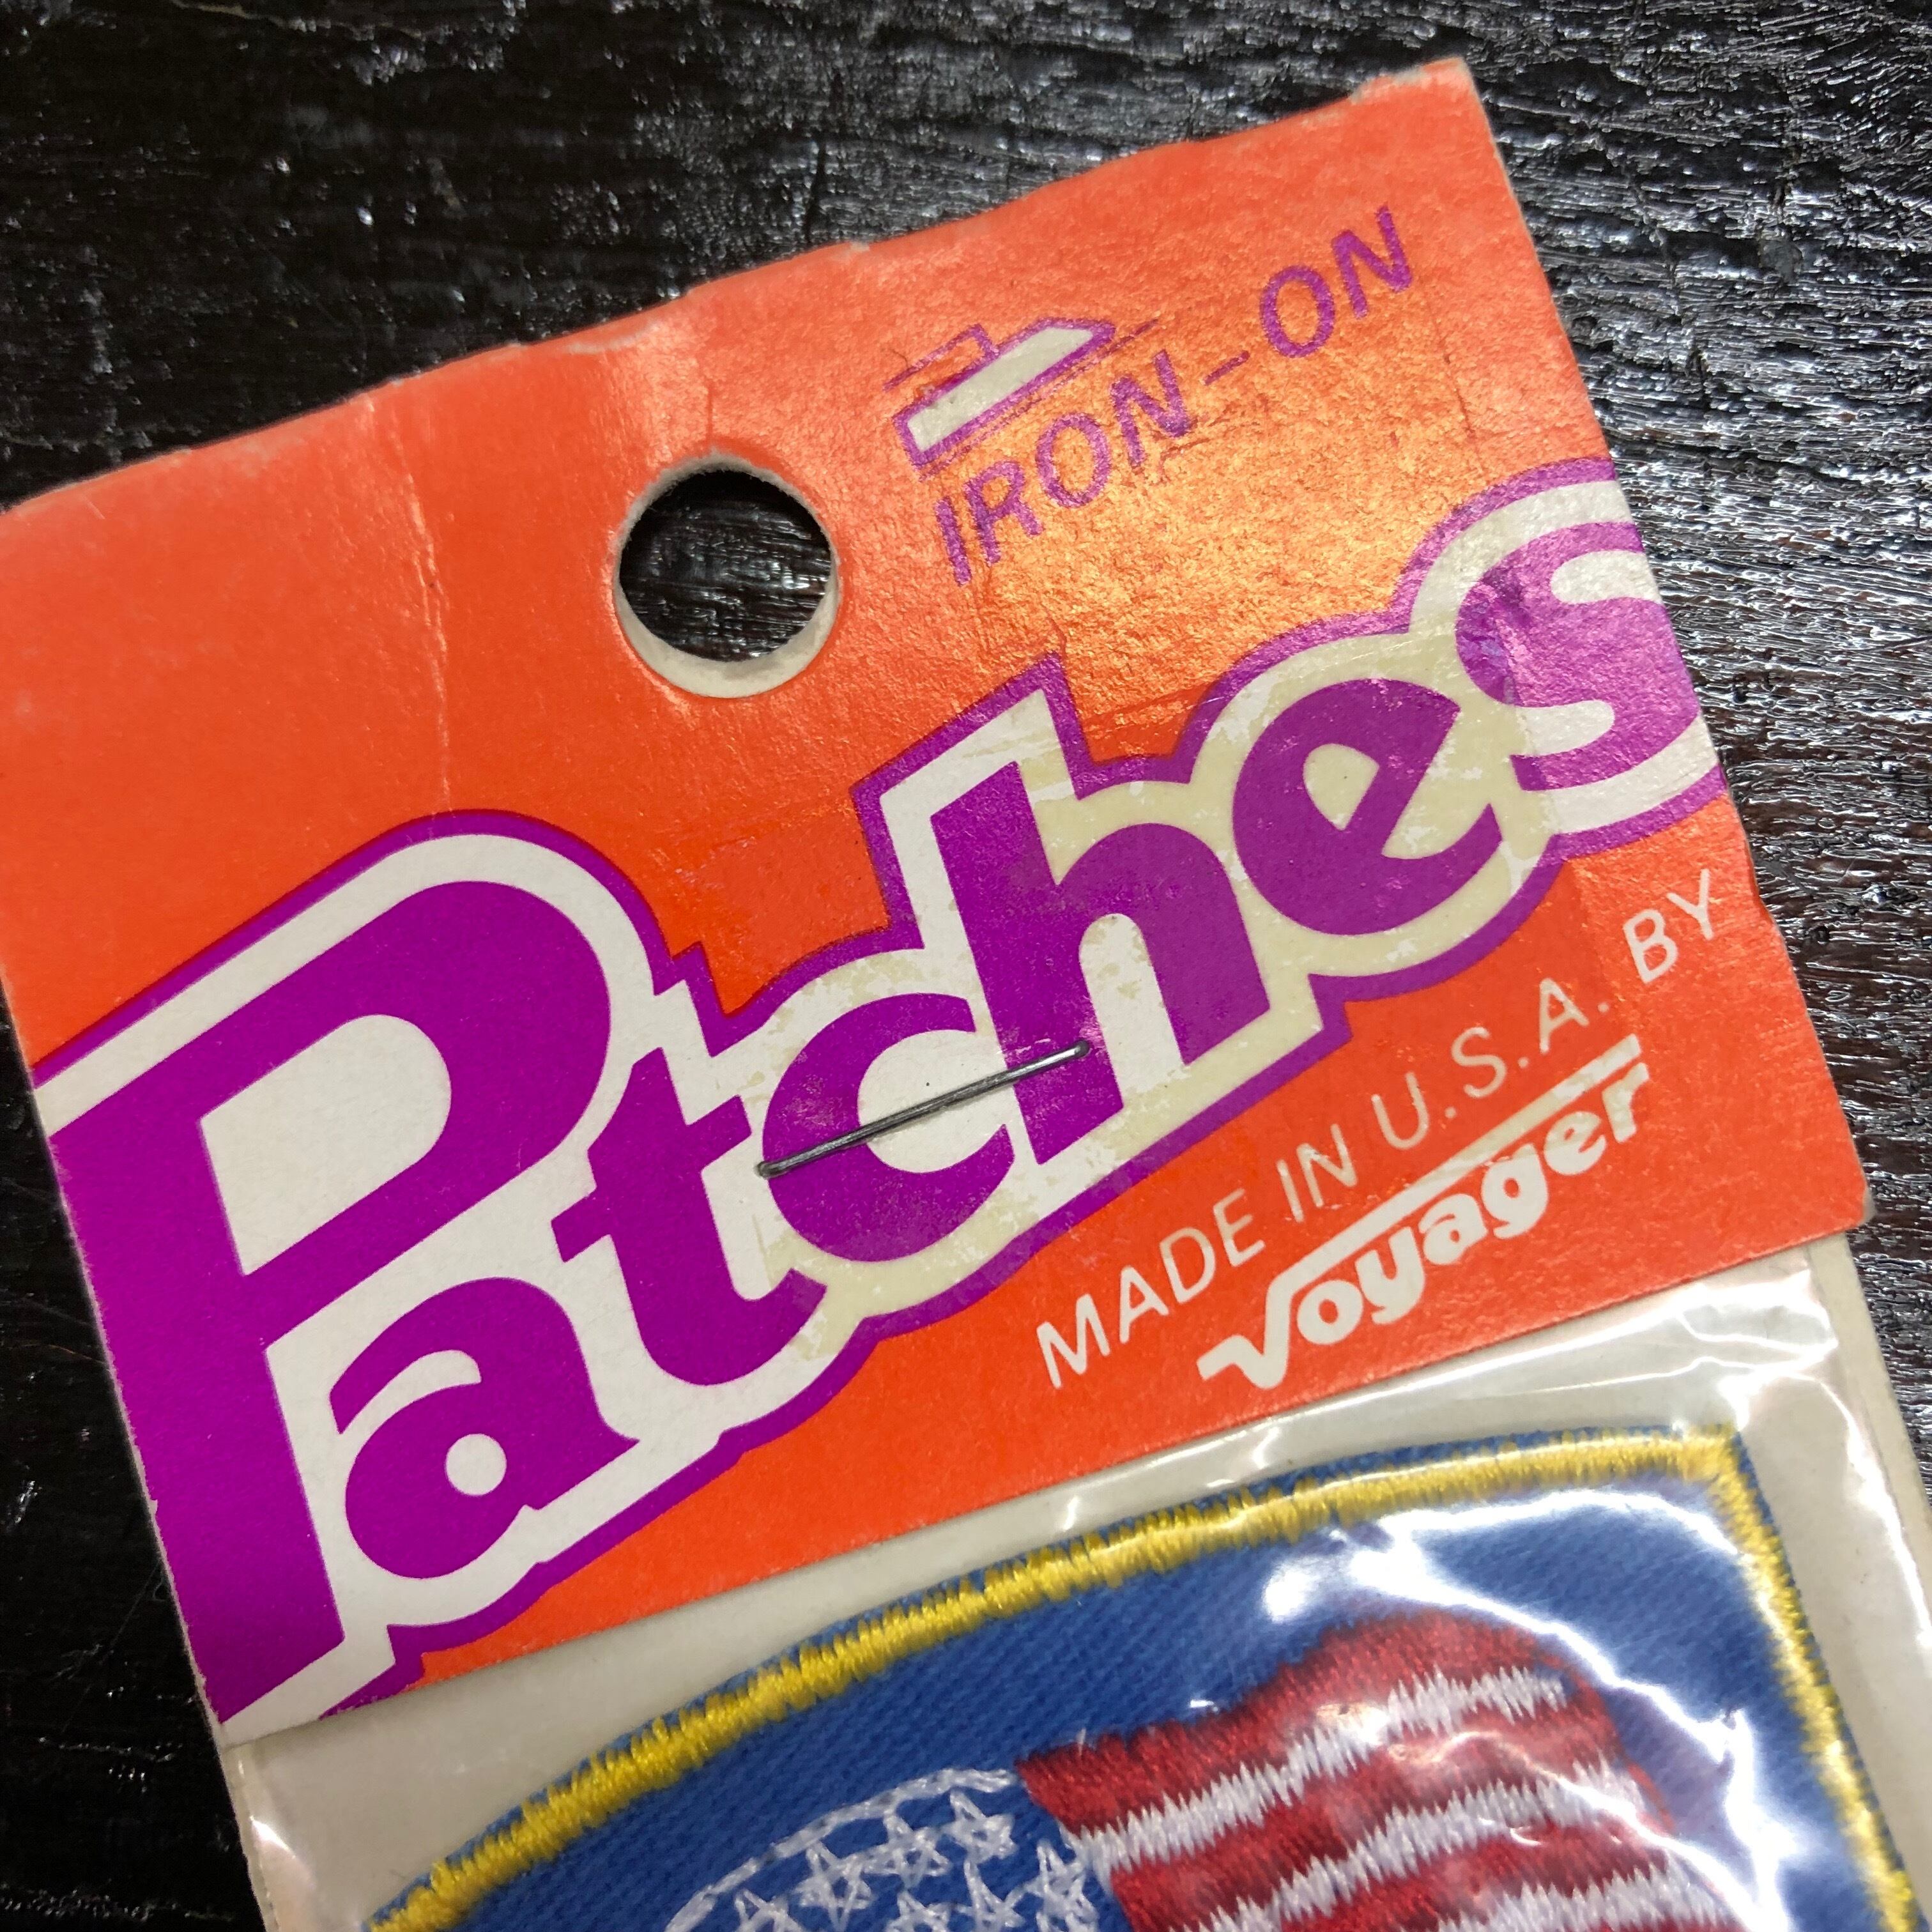 IRON-ON
Patches
MADE IN U.S.A. BY
Voyager